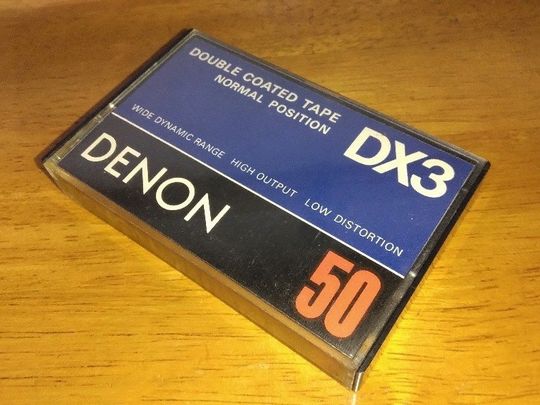 DOUBLE COATED TAPE
NORMAL POSITION
DX3
WIDE DYNAMIC RANGE HIGH OUTPUT LOW DISTORTION
DENON
50